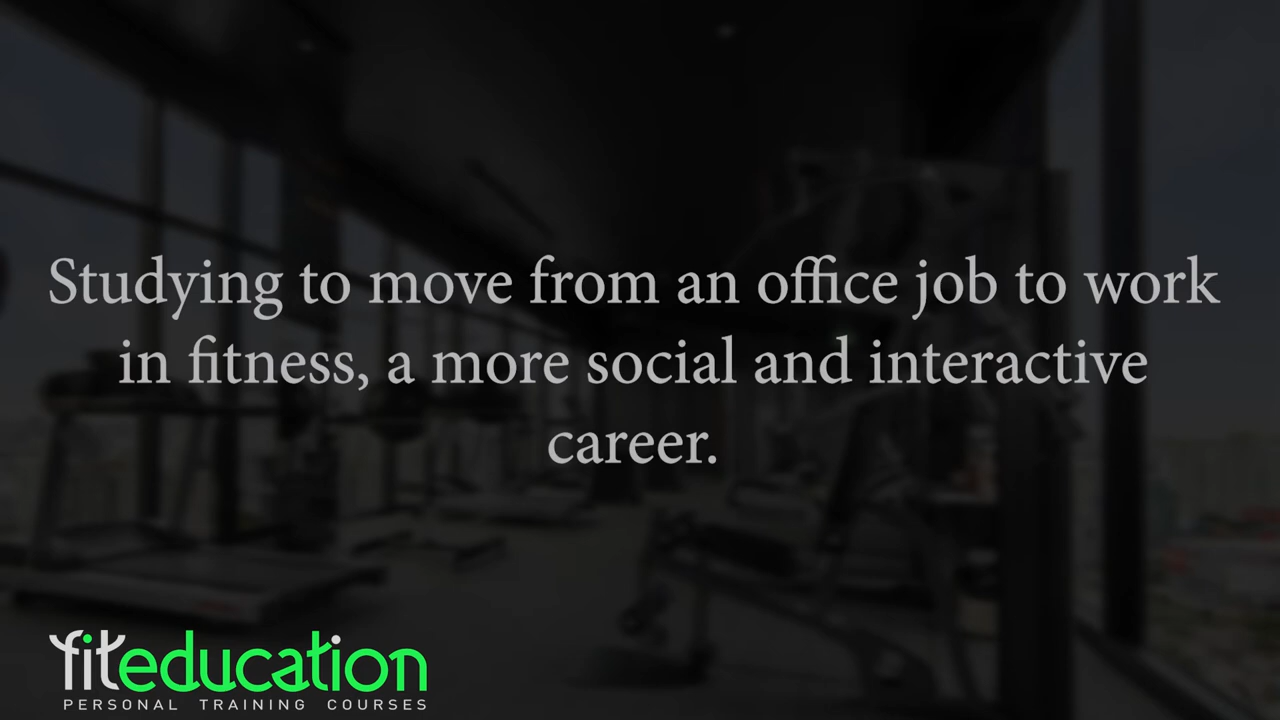 Studying to move from an office job to work
in fitness, a more social and interactive
career.
fiteducation
PERSONAL TRAINING COURSES